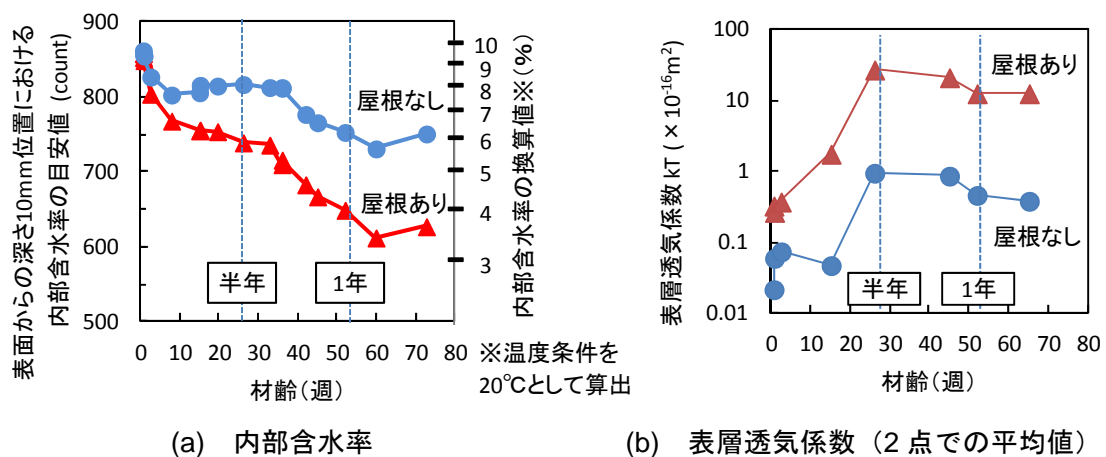 表面からの深さ10mm位置における
内部含水率の目安値 (count)
900
800
700
600
500
0 10 20 30 40 50 60 70 80
材齢(週)
屋根なし
屋根あり
半年
1年
10
9
8
7
6
5
4
3
内部含水率の換算値※(%)
※温度条件を
20℃として算出
(a) 内部含水率
表層透気係数 kT (×10⁻¹⁶m²)
100
10
1
0.1
0.01
0 10 20 30 40 50 60 70 80
材齢(週)
屋根あり
屋根なし
半年
1年
(b) 表層透気係数 (2 点での平均値)